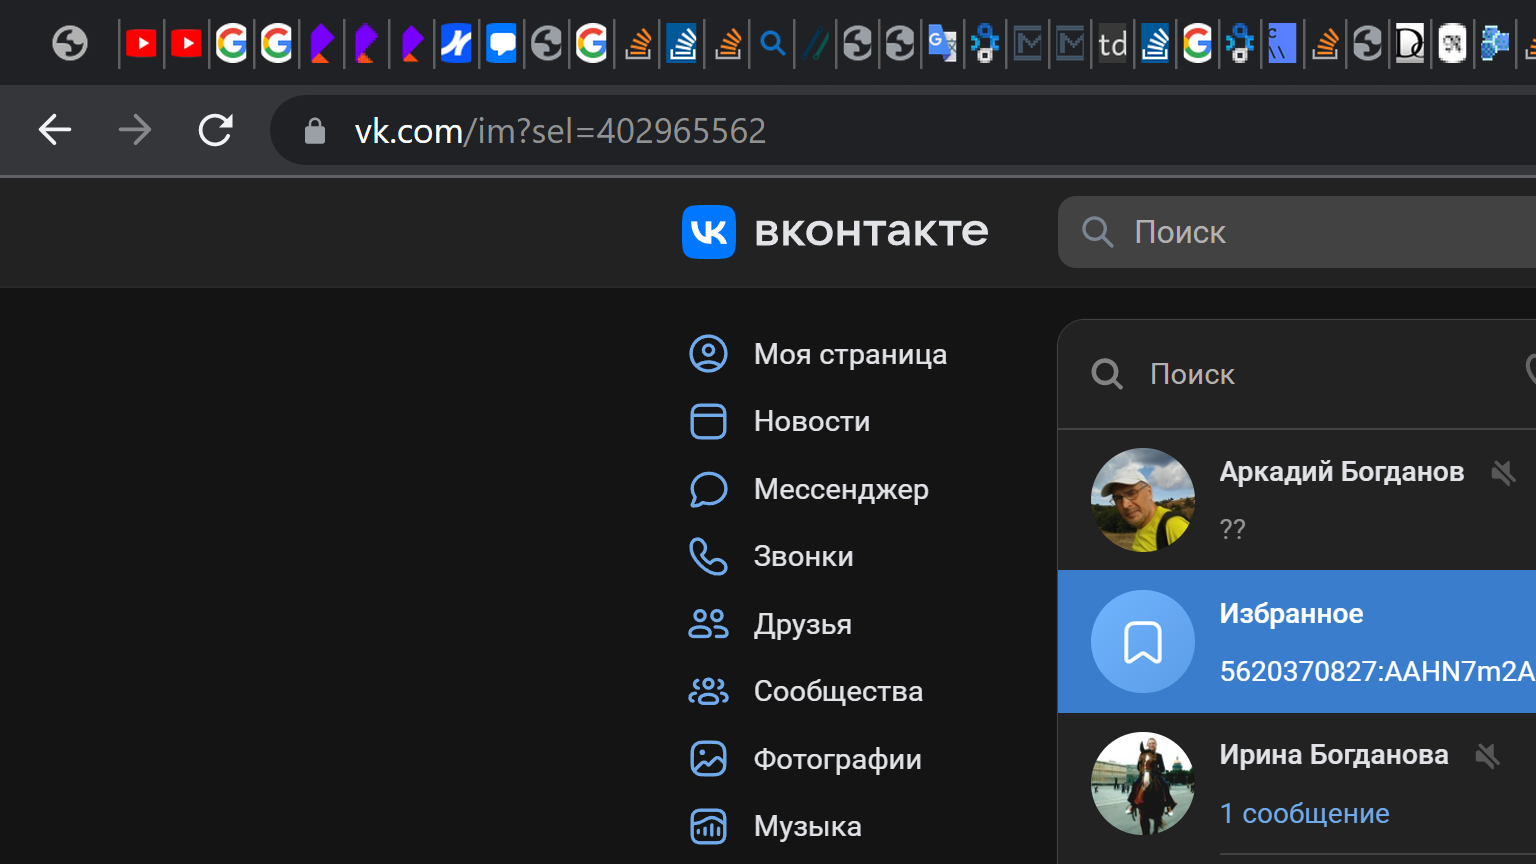 td
vk.com/im?sel=402965562
вконтакте
Поиск
Моя страница
Новости
Мессенджер
Звонки
Друзья
Сообщества
Фотографии
Музыка
Поиск
Аркадий Богданов
??
Избранное
5620370827:AAHN7m2A
Ирина Богданова
1 сообщение